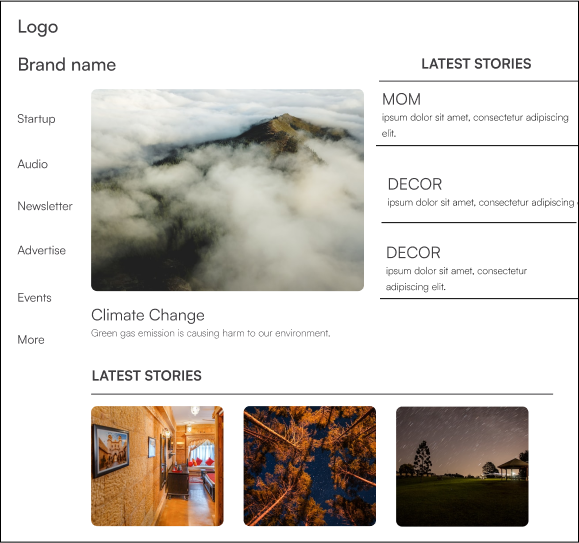 Logo
Brand name
Startup
Audio
Newsletter
Advertise
Events
More
Climate Change
Green gas emission is causing harm to our environment.
LATEST STORIES
MOM
ipsum dolor sit amet, consectetur adipiscing
elit.
DECOR
ipsum dolor sit amet, consectetur adipiscing
DECOR
ipsum dolor sit amet, consectetur
adipiscing elit.
LATEST STORIES